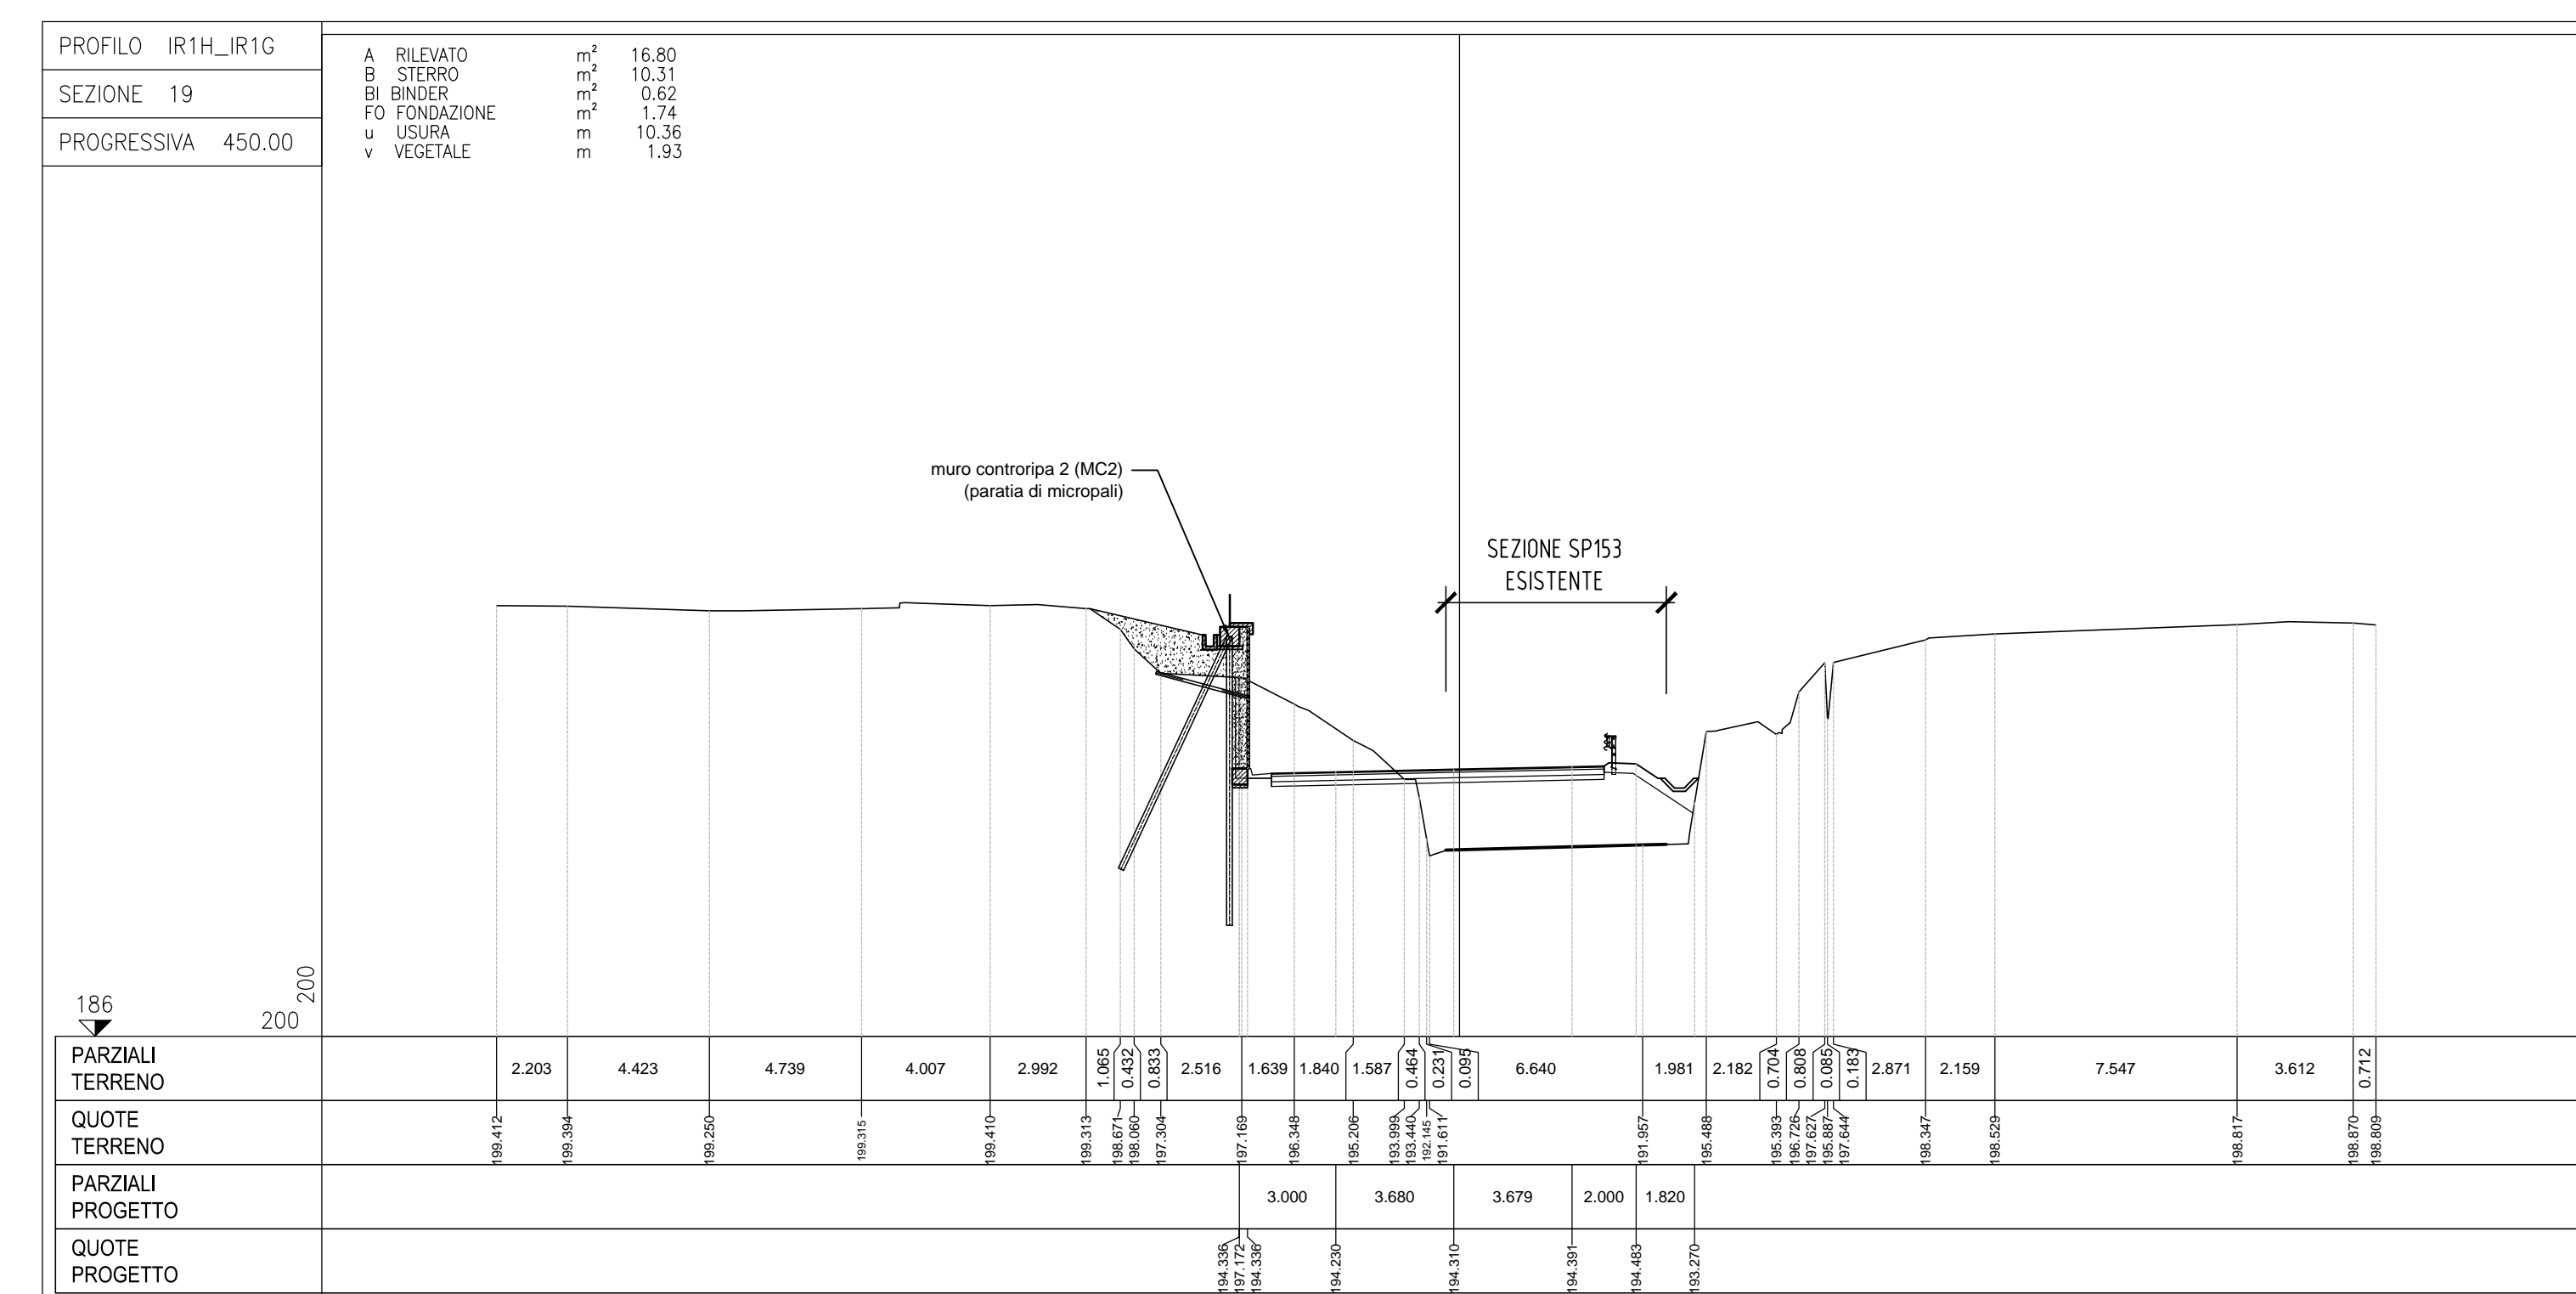 PROFILO IR1H_IR1G
SEZIONE 19
PROGRESSIVA 450.00
A RILEVATO m² 16.80
B STERRO m² 10.31
BI BINDER m² 0.62
FO FONDAZIONE m² 1.74
u USURA m 10.36
v VEGETALE m 1.93
muro controripa 2 (MC2)
(paratia di micropali)
SEZIONE SP153
ESISTENTE
186
200
200
PARZIALI
TERRENO
2.203 4.423 4.739 4.007 2.992 1.065 0.432 0.833 2.516 1.639 1.840 1.587 0.464 0.231 0.095 6.640 1.981 2.182 0.704 0.808 0.085 0.183 2.871 2.159 7.547 3.612 0.712
QUOTE
TERRENO
199.412 199.394 199.250 199.315 199.410 199.313 198.671 198.060 197.304 197.169 196.348 195.206 193.999 193.440 192.145 191.611 191.957 195.488 195.393 196.726 197.627 195.887 197.644 198.347 198.529 198.817 198.870 198.809
PARZIALI
PROGETTO
3.000 3.680 3.679 2.000 1.820
QUOTE
PROGETTO
194.336 197.172 194.336 194.230 194.310 194.391 194.483 193.270